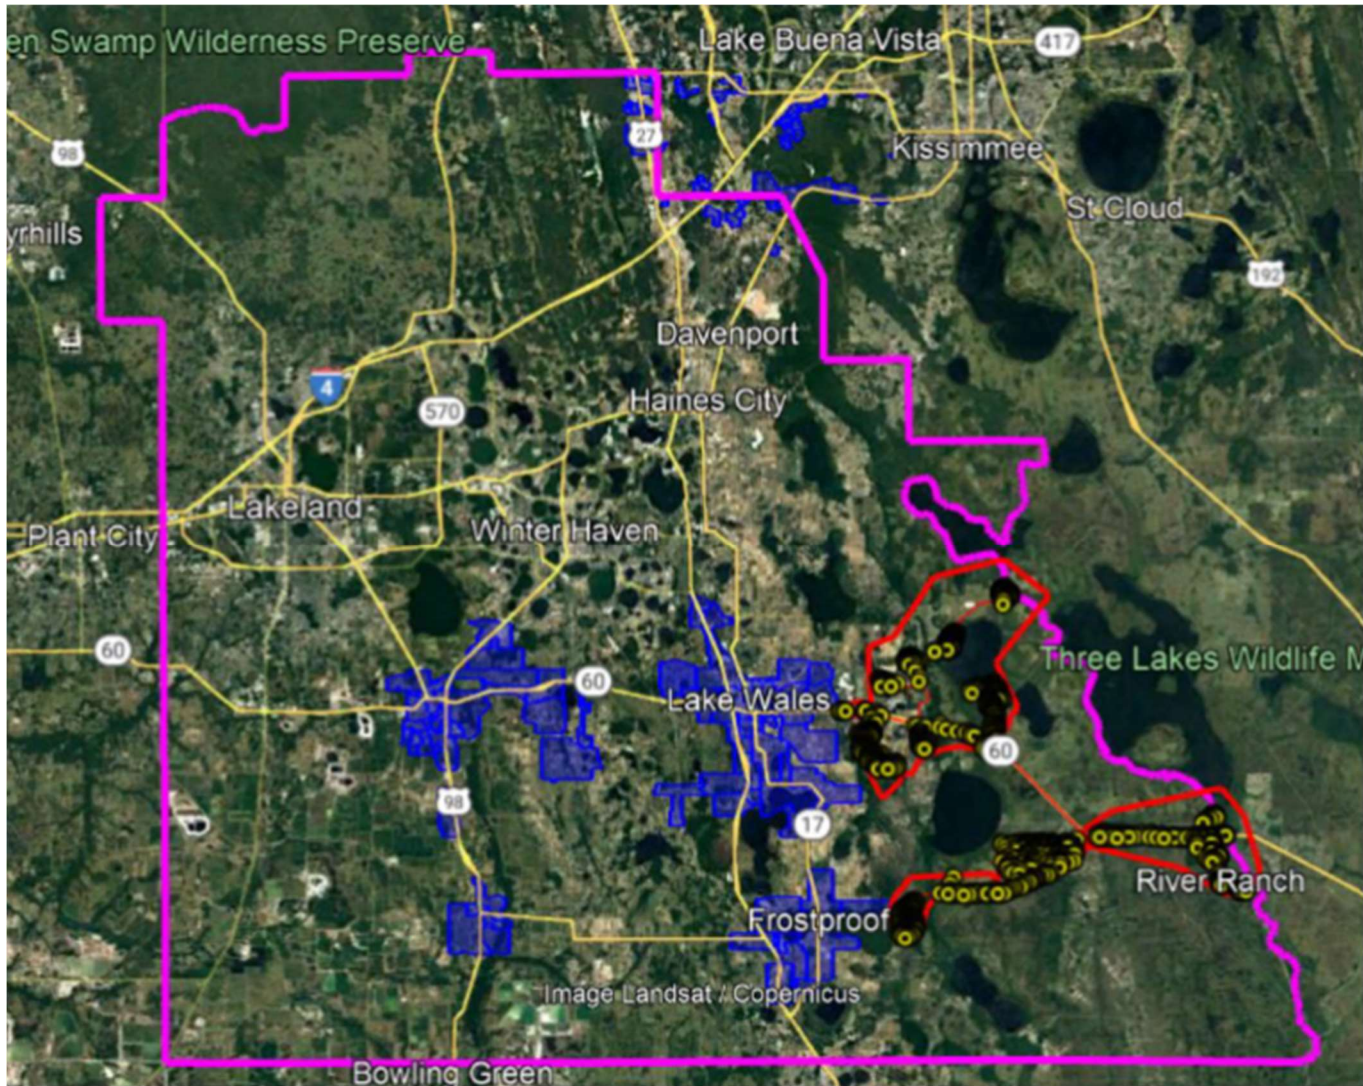 en Swamp Wilderness Preserve
Lake Buena Vista
417
27
98
Kissimmee
St Cloud
yrhills
192
Davenport
4
Haines City
570
Lakeland
Winter Haven
Plant City
60
Three Lakes Wildlife M
60
Lake Wales
60
98
17
River Ranch
Frostproof
Image Landsat / Copernicus
Bowling Green